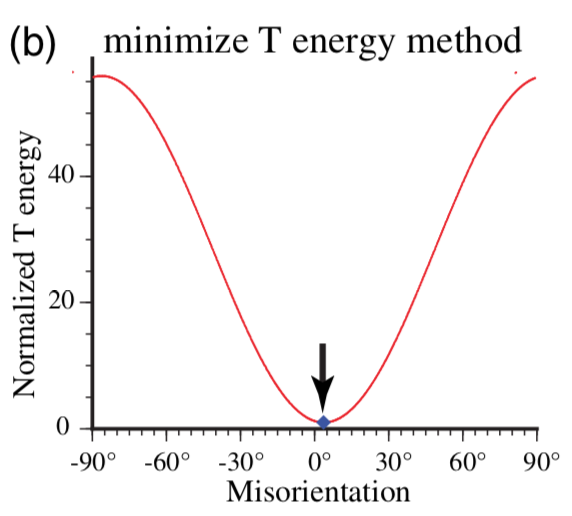 (b) minimize T energy method
Normalized T energy
40
20
0
-90° -60° -30° 0° 30° 60° 90°
Misorientation